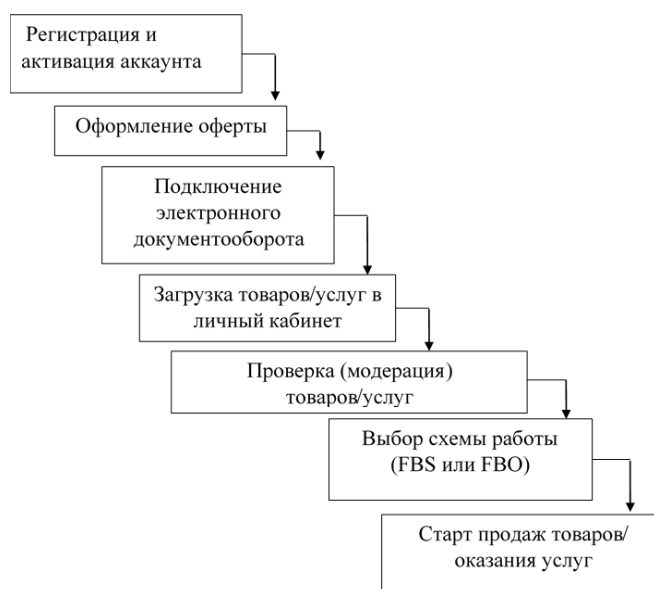 Регистрация и
активация аккаунта
Оформление оферты
Подключение
электронного
документооборота
Загрузка товаров/услуг в
личный кабинет
Проверка (модерация)
товаров/услуг
Выбор схемы работы
(FBS или FBO)
Старт продаж товаров/
оказания услуг